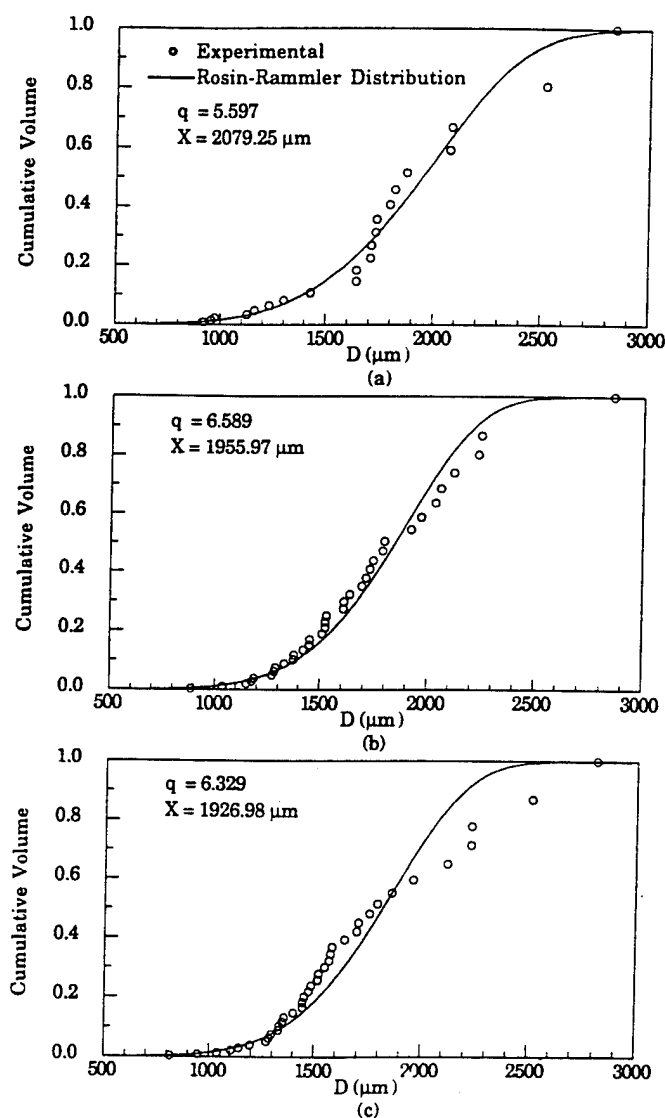 1.0
0.8
0.6
0.4
0.2
0.0
Cumulative Volume
Experimental
Rosin-Rammler Distribution
q = 5.597
X = 2079.25 μm
500 1000 1500 2000 2500 3000
D (μm)
(a)
1.0
0.8
0.6
0.4
0.2
0.0
Cumulative Volume
q = 6.589
X = 1955.97 μm
500 1000 1500 2000 2500 3000
D (μm)
(b)
1.0
0.8
0.6
0.4
0.2
0.0
Cumulative Volume
q = 6.329
X = 1926.98 μm
500 1000 1500 2000 2500 3000
D (μm)
(c)